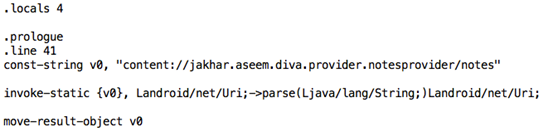 .locals 4
.prologue
.line 41
const-string v0, "content://jakhar.aseem.diva.provider.notesprovider/notes"
invoke-static {v0}, Landroid/net/Uri;->parse(Ljava/lang/String;)Landroid/net/Uri;
move-result-object v0